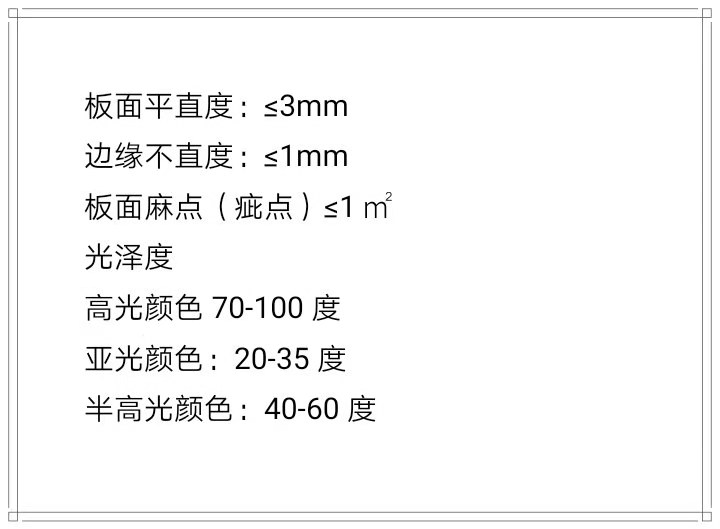 板面平直度：≤3mm
边缘不直度：≤1mm
板面麻点（疵点）≤1 ㎡
光泽度
高光颜色 70-100 度
亚光颜色：20-35 度
半高光颜色：40-60 度